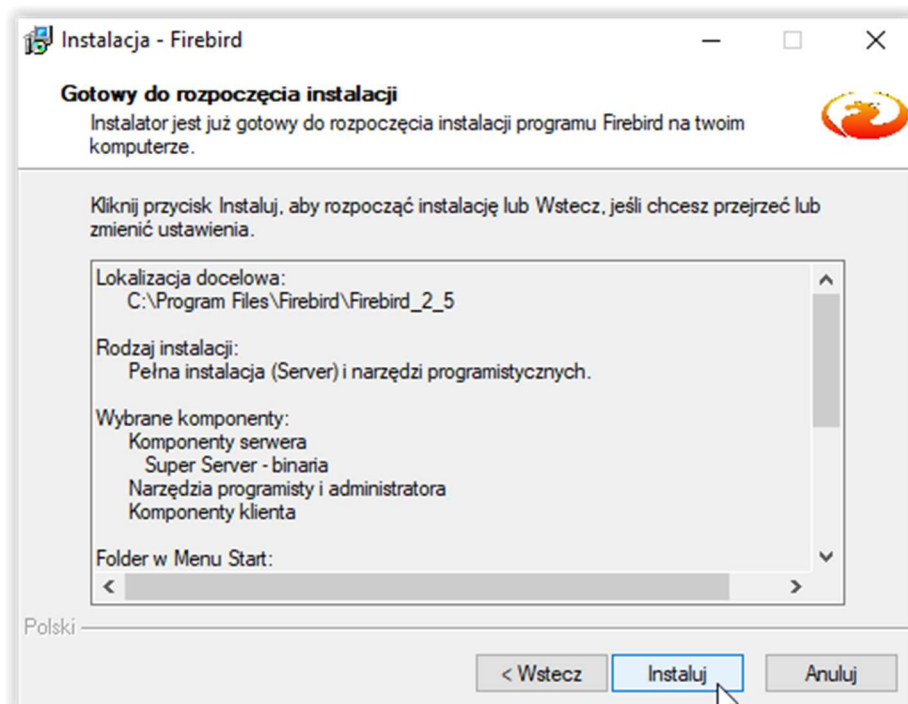 Instalacja - Firebird
Gotowy do rozpoczęcia instalacji
Instalator jest już gotowy do rozpoczęcia instalacji programu Firebird na twoim
komputerze.
Kliknij przycisk Instaluj, aby rozpocząć instalację lub Wstecz, jeśli chcesz przejrzeć lub
zmienić ustawienia.
Lokalizacja docelowa:
C:\Program Files\Firebird\Firebird_2_5
Rodzaj instalacji:
Pełna instalacja (Server) i narzędzi programistycznych.
Wybrane komponenty:
Komponenty serwera
Super Server - binaria
Narzędzia programisty i administratora
Komponenty klienta
Folder w Menu Start:
Polski
< Wstecz
Instaluj
Anuluj